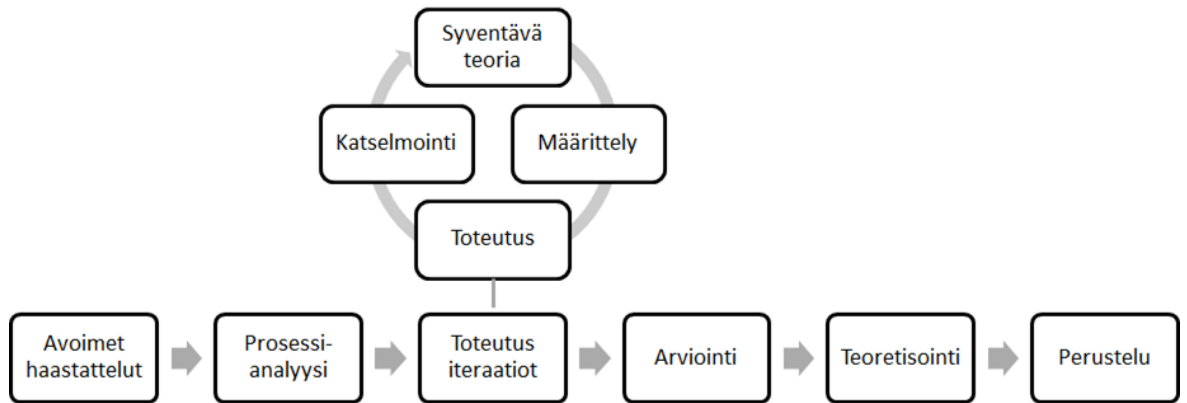 Syventävä
teoria
Katselmointi
Määrittely
Toteutus
Avoimet
haastattelut
Prosessi-
analyysi
Toteutus
iteraatiot
Arviointi
Teoretisointi
Perustelu